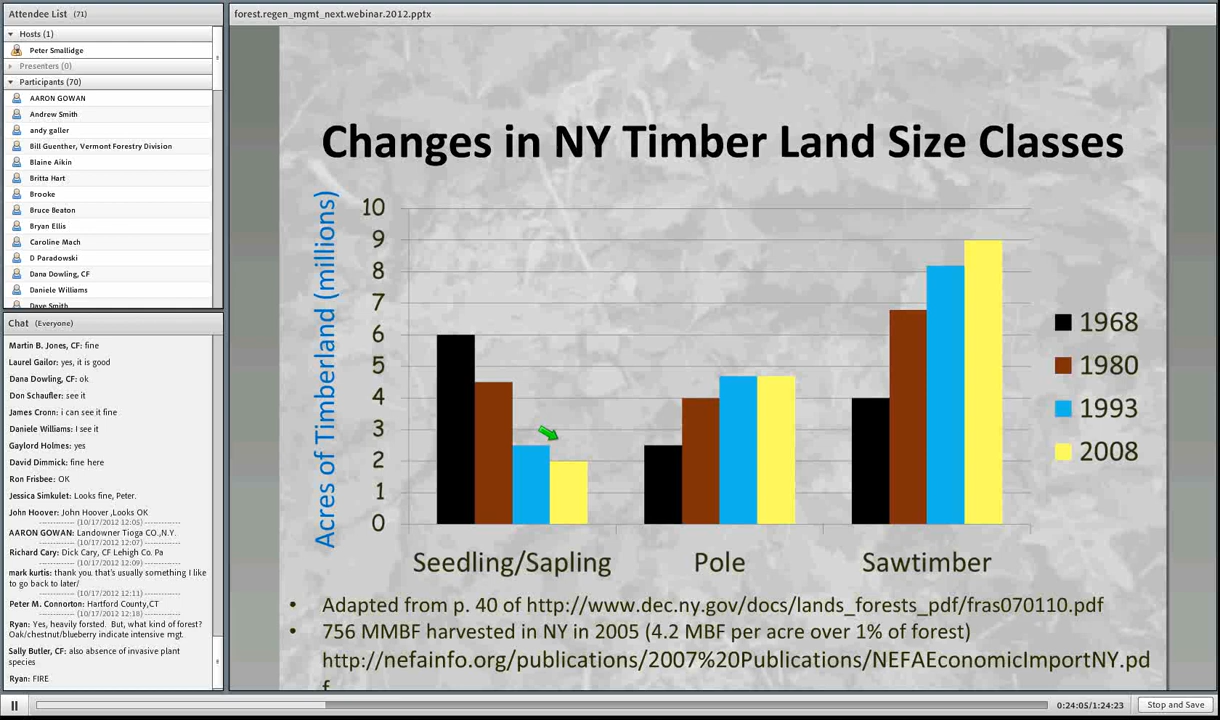 Attendee List (71)
Hosts (1)
Peter Smallidge
Presenters (0)
Participants (70)
AARON GOWAN
Andrew Smith
andy galler
Bill Guenther, Vermont Forestry Division
Blaine Aikin
Britta Hart
Brooke
Bruce Beaton
Bryan Ellis
Caroline Mach
D Paradowski
Dana Dowling, CF
Daniele Williams
Dave Smith
Chat (Everyone)
Martin B. Jones, CF: fine
Laurel Gailor: yes, it is good
Dana Dowling, CF: ok
Don Schaufler: see it
James Cronn: i can see it fine
Daniele Williams: I see it
Gaylord Holmes: yes
David Dimmick: fine here
Ron Frisbee: OK
Jessica Simkulet: Looks fine, Peter.
John Hoover: John Hoover ,Looks OK
------------ (10/17/2012 12:05) ------------
AARON GOWAN: Landowner Tioga CO.,N.Y.
------------ (10/17/2012 12:07) ------------
Richard Cary: Dick Cary, CF Lehigh Co. Pa
------------ (10/17/2012 12:09) ------------
mark kurtis: thank you. that's usually something I like
to go back to later/
------------ (10/17/2012 12:11) ------------
Peter M. Connorton: Hartford County,CT
------------ (10/17/2012 12:18) ------------
Ryan: Yes, heavily forsted.  But, what kind of forest?
Oak/chestnut/blueberry indicate intensive mgt.
Sally Butler, CF: also absence of invasive plant
species
Ryan: FIRE
forest.regen_mgmt_next.webinar.2012.pptx
Changes in NY Timber Land Size Classes
Acres of Timberland (millions)
10
9
8
7
6
5
4
3
2
1
0
Seedling/Sapling
Pole
Sawtimber
1968
1980
1993
2008
• Adapted from p. 40 of http://www.dec.ny.gov/docs/lands_forests_pdf/fras070110.pdf
• 756 MMBF harvested in NY in 2005 (4.2 MBF per acre over 1% of forest)
http://nefainfo.org/publications/2007%20Publications/NEFAEconomicImportNY.pd
f
0:24:05/1:24:23
Stop and Save